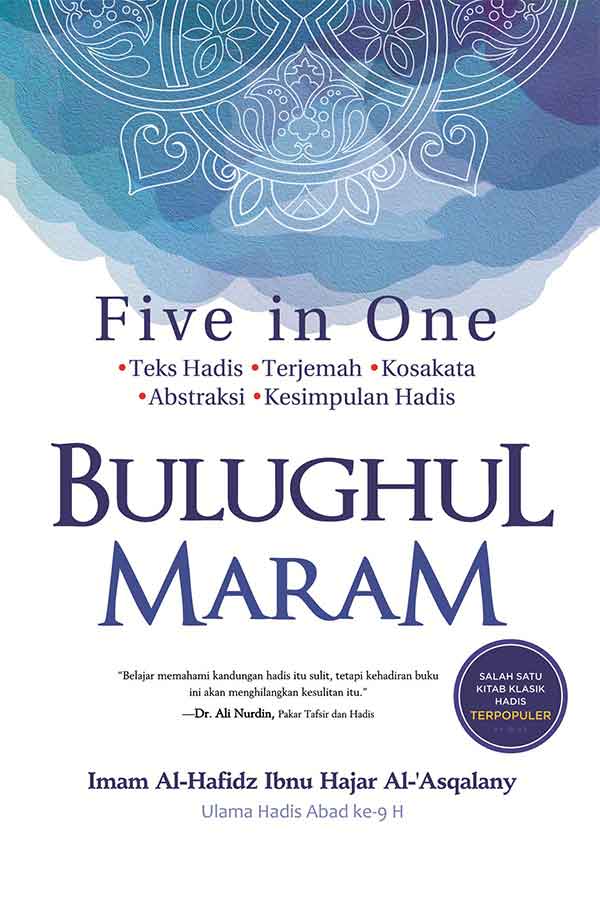 Five in One
•Teks Hadis •Terjemah •Kosakata
•Abstraksi •Kesimpulan Hadis
BULUGHUL
MARAM
“Belajar memahami kandungan hadis itu sulit, tetapi kehadiran buku
ini akan menghilangkan kesulitan itu.”
—Dr. Ali Nurdin, Pakar Tafsir dan Hadis
SALAH SATU
KITAB KLASIK
HADIS
TERPOPULER
Imam Al-Hafidz Ibnu Hajar Al-'Asqalany
Ulama Hadis Abad ke-9 H